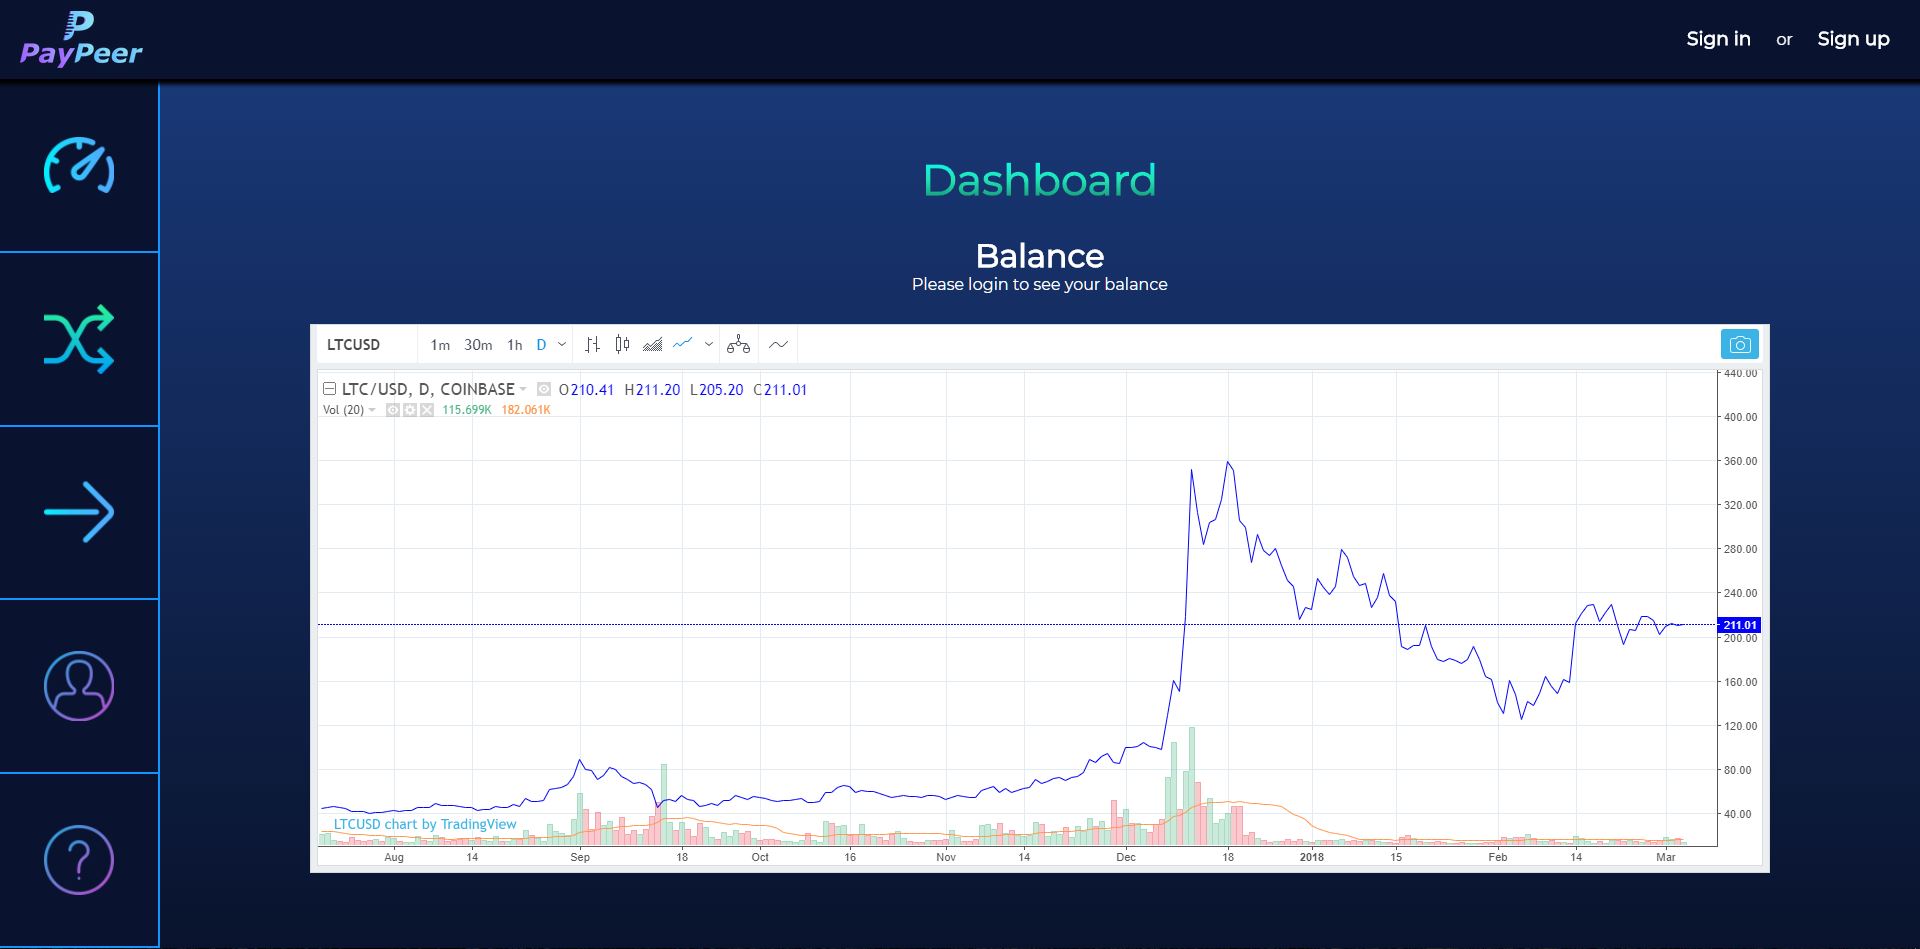 PayPeer
Sign in or Sign up
Dashboard
Balance
Please login to see your balance
LTCUSD 1m 30m 1h D
LTC/USD, D, COINBASE O210.41 H211.20 L205.20 C211.01
Vol (20) 115.699K 182.061K
440.00
400.00
360.00
320.00
280.00
240.00
211.01
200.00
160.00
120.00
80.00
40.00
LTCUSD chart by TradingView
Aug 14 Sep 18 Oct 16 Nov 14 Dec 18 2018 15 Feb 14 Mar
?